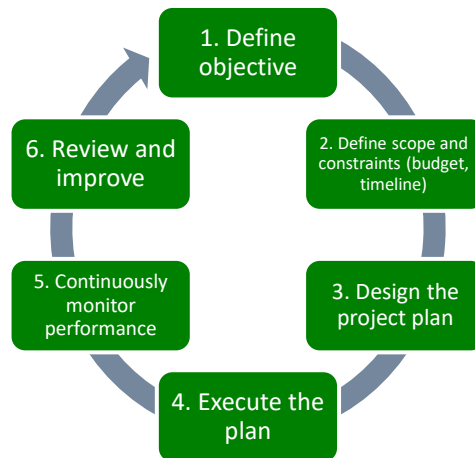 1. Define
objective
2. Define scope and
constraints (budget,
timeline)
3. Design the
project plan
4. Execute the
plan
5. Continuously
monitor
performance
6. Review and
improve